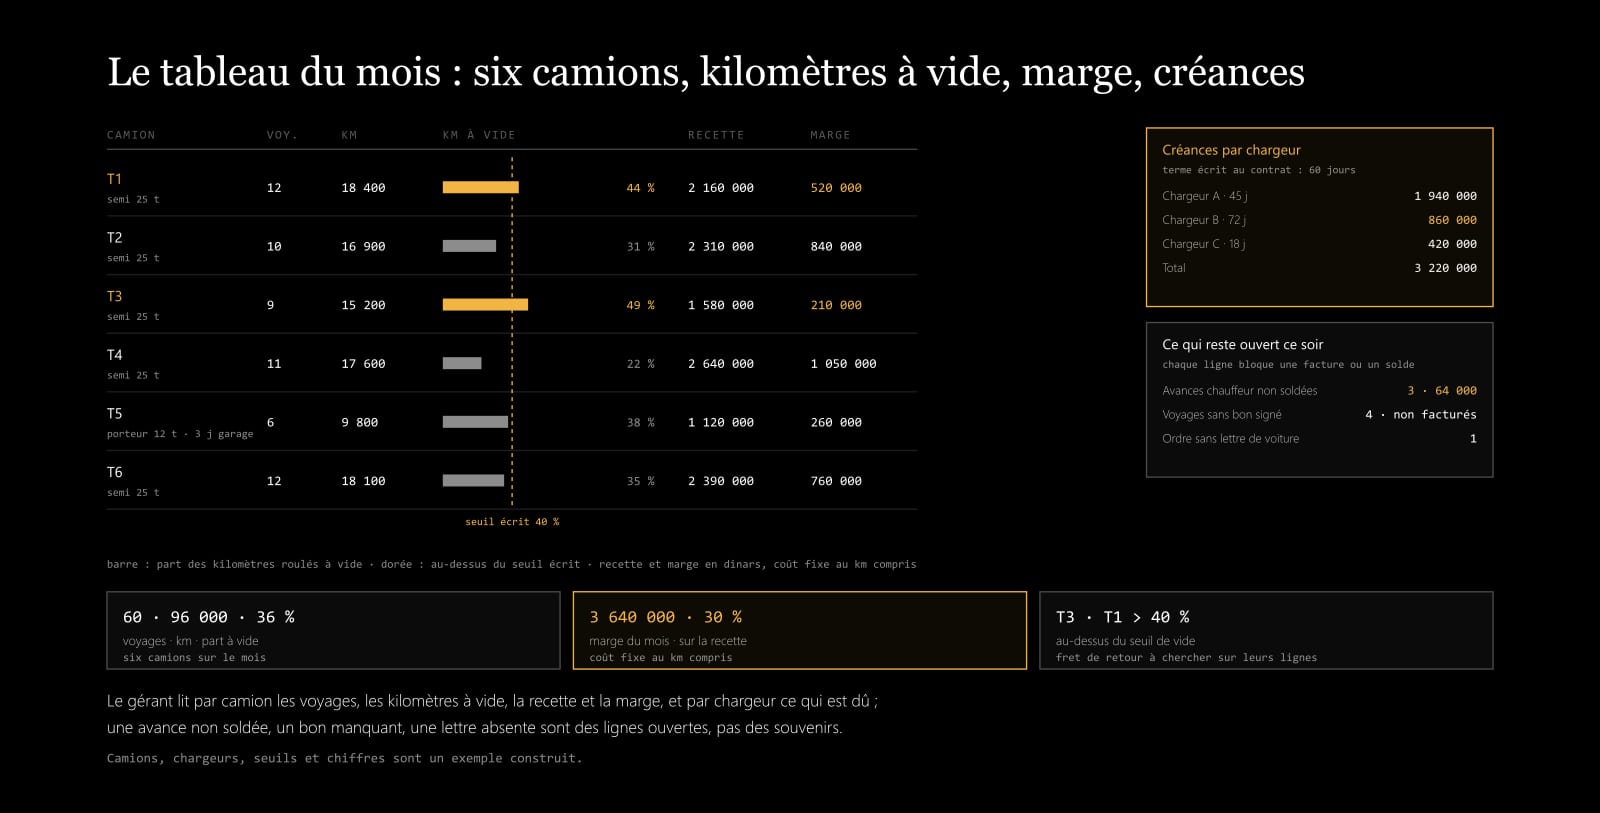 Le tableau du mois : six camions, kilomètres à vide, marge, créances
CAMION VOY. KM KM À VIDE RECETTE MARGE
T1
semi 25 t
12 18 400 44 % 2 160 000 520 000
T2
semi 25 t
10 16 900 31 % 2 310 000 840 000
T3
semi 25 t
9 15 200 49 % 1 580 000 210 000
T4
semi 25 t
11 17 600 22 % 2 640 000 1 050 000
T5
porteur 12 t · 3 j garage
6 9 800 38 % 1 120 000 260 000
T6
semi 25 t
12 18 100 35 % 2 390 000 760 000
seuil écrit 40 %
barre : part des kilomètres roulés à vide · dorée : au-dessus du seuil écrit · recette et marge en dinars, coût fixe au km compris
Créances par chargeur
terme écrit au contrat : 60 jours
Chargeur A · 45 j 1 940 000
Chargeur B · 72 j 860 000
Chargeur C · 18 j 420 000
Total 3 220 000
Ce qui reste ouvert ce soir
chaque ligne bloque une facture ou un solde
Avances chauffeur non soldées 3 · 64 000
Voyages sans bon signé 4 · non facturés
Ordre sans lettre de voiture 1
60 · 96 000 · 36 %
voyages · km · part à vide
six camions sur le mois
3 640 000 · 30 %
marge du mois · sur la recette
coût fixe au km compris
T3 · T1 > 40 %
au-dessus du seuil de vide
fret de retour à chercher sur leurs lignes
Le gérant lit par camion les voyages, les kilomètres à vide, la recette et la marge, et par chargeur ce qui est dû ;
une avance non soldée, un bon manquant, une lettre absente sont des lignes ouvertes, pas des souvenirs.
Camions, chargeurs, seuils et chiffres sont un exemple construit.